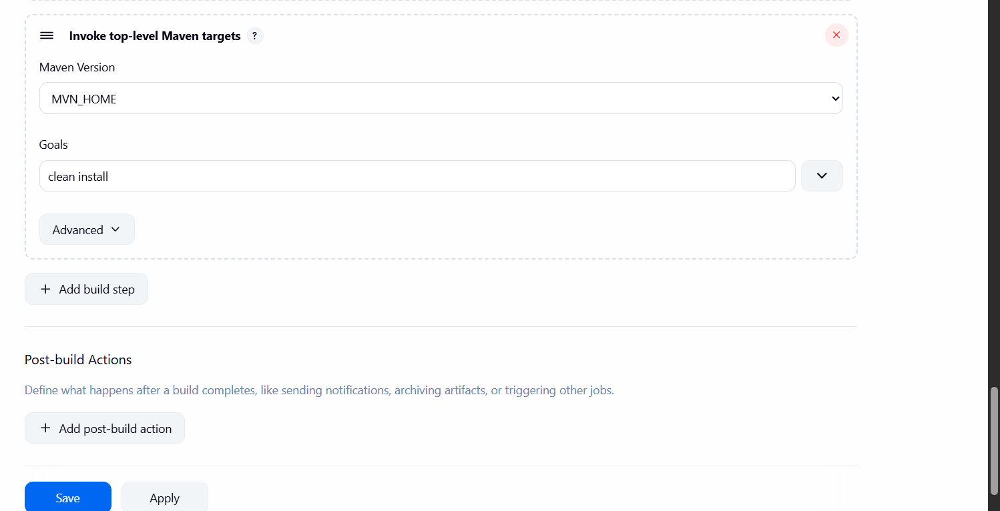 Invoke top-level Maven targets ?
Maven Version
MVN_HOME
Goals
clean install
Advanced
Add build step
Post-build Actions
Define what happens after a build completes, like sending notifications, archiving artifacts, or triggering other jobs.
Add post-build action
Save Apply